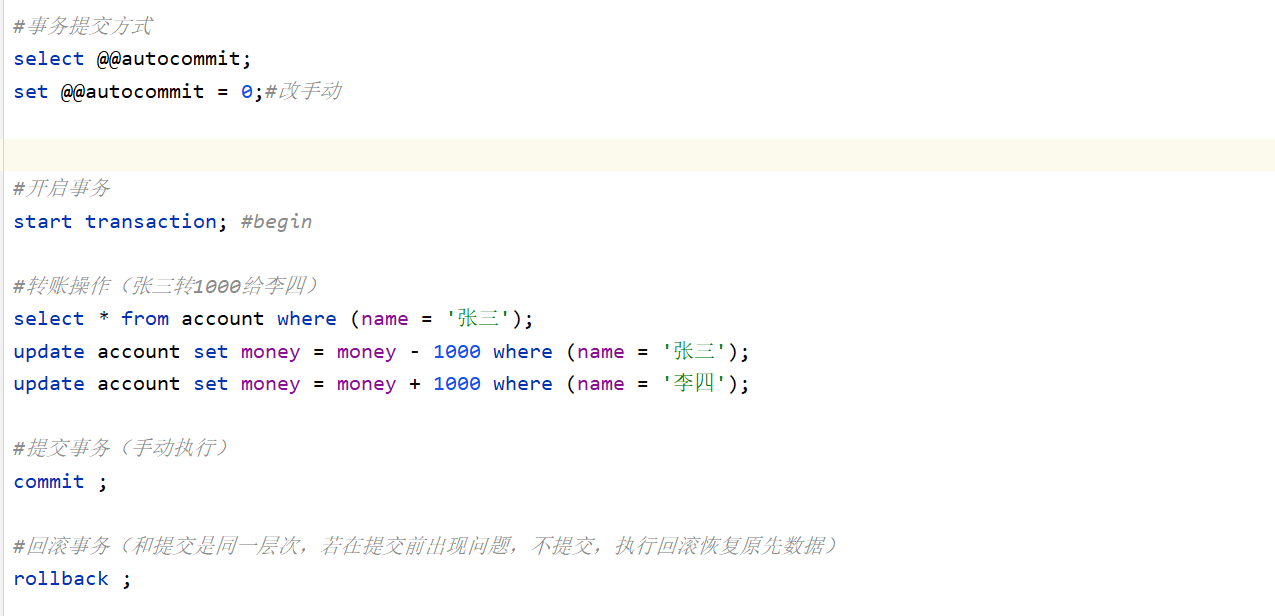 #事务提交方式
select @@autocommit;
set @@autocommit = 0;#改手动
#开启事务
start transaction; #begin
#转账操作（张三转1000给李四）
select * from account where (name = '张三');
update account set money = money - 1000 where (name = '张三');
update account set money = money + 1000 where (name = '李四');
#提交事务（手动执行）
commit ;
#回滚事务（和提交是同一层次，若在提交前出现问题，不提交，执行回滚恢复原先数据）
rollback ;